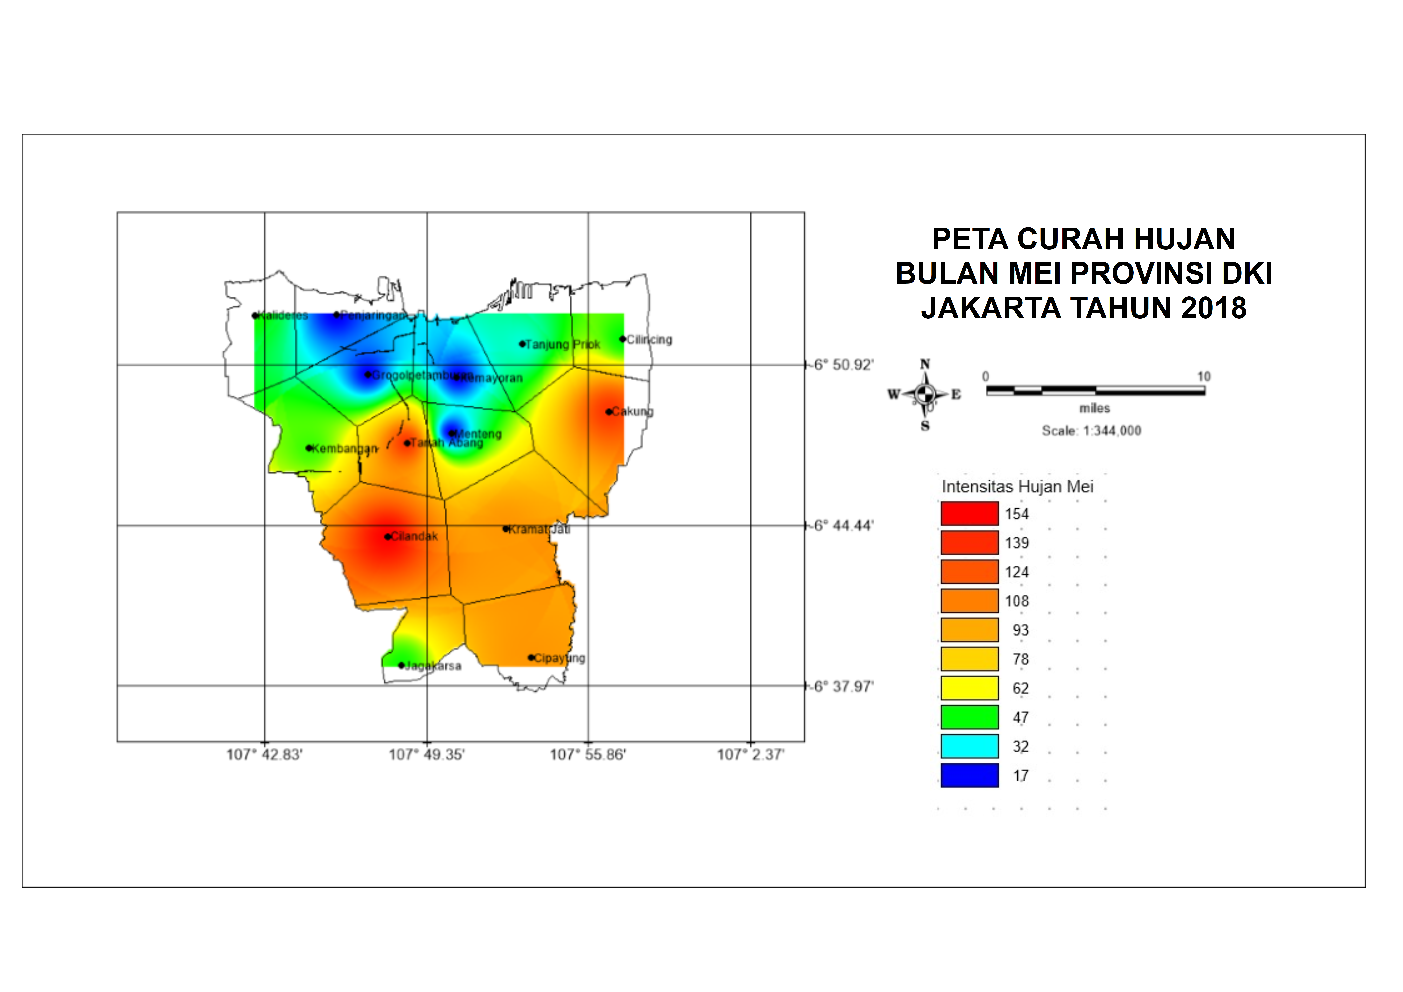 PETA CURAH HUJAN
BULAN MEI PROVINSI DKI
JAKARTA TAHUN 2018
Kalideres
Penjaringan
Cilincing
Tanjung Priok
-6° 50.92'
Grogolpetamburan
Kemayoran
Cakung
Menteng
Tanah Abang
Kembangan
-6° 44.44'
Kramat Jati
Cilandak
Cipayung
Jagakarsa
-6° 37.97'
107° 42.83'
107° 49.35'
107° 55.86'
107° 2.37'
N
W
E
S
0°0'
0
10
miles
Scale: 1:344,000
Intensitas Hujan Mei
154
139
124
108
93
78
62
47
32
17